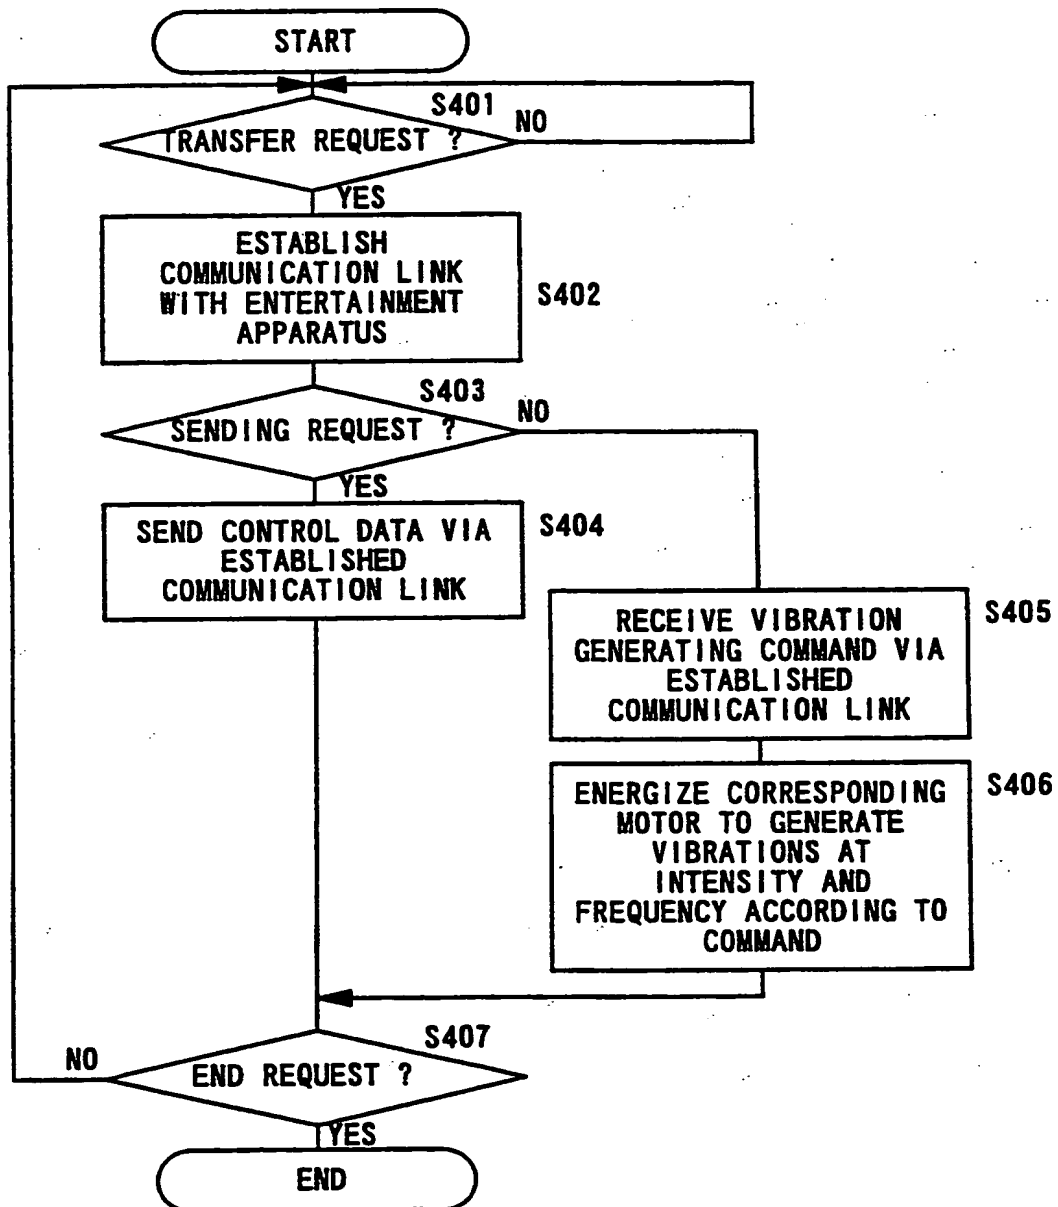 START
S401
TRANSFER REQUEST ?
NO
YES
ESTABLISH
COMMUNICATION LINK
WITH ENTERTAINMENT
APPARATUS
S402
S403
SENDING REQUEST ?
NO
YES
SEND CONTROL DATA VIA
ESTABLISHED
COMMUNICATION LINK
S404
RECEIVE VIBRATION
GENERATING COMMAND VIA
ESTABLISHED
COMMUNICATION LINK
S405
ENERGIZE CORRESPONDING
MOTOR TO GENERATE
VIBRATIONS AT
INTENSITY AND
FREQUENCY ACCORDING TO
COMMAND
S406
S407
END REQUEST ?
NO
YES
END